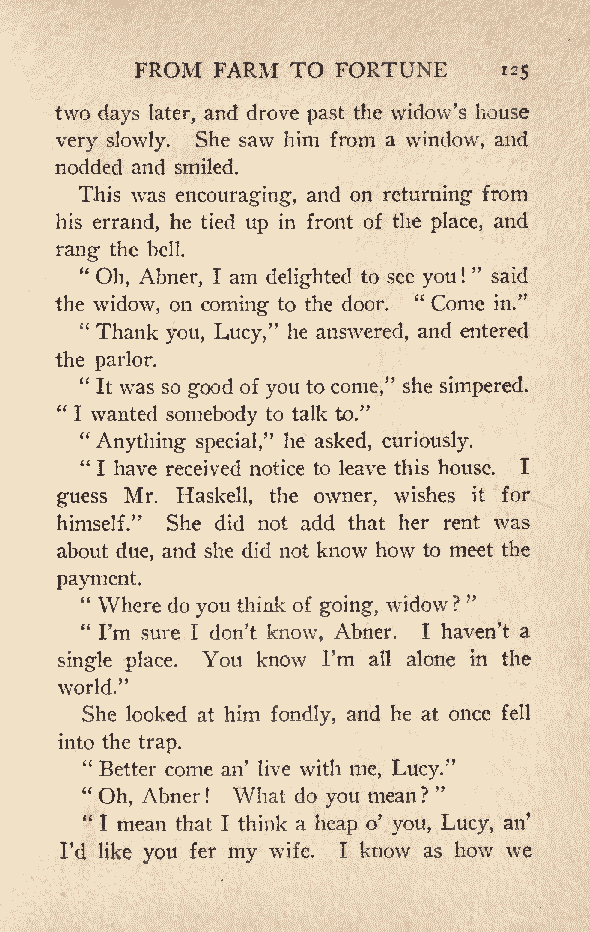 FROM FARM TO FORTUNE 125
two days later, and drove past the widow's house
very slowly. She saw him from a window, and
nodded and smiled.
This was encouraging, and on returning from
his errand, he tied up in front of the place, and
rang the bell.
“ Oh, Abner, I am delighted to see you! ” said
the widow, on coming to the door. “ Come in.”
“ Thank you, Lucy,” he answered, and entered
the parlor.
“ It was so good of you to come,” she simpered.
“ I wanted somebody to talk to.”
“ Anything special,” he asked, curiously.
“ I have received notice to leave this house. I
guess Mr. Haskell, the owner, wishes it for
himself.” She did not add that her rent was
about due, and she did not know how to meet the
payment.
“ Where do you think of going, widow? ”
“ I'm sure I don't know, Abner. I haven't a
single place. You know I'm all alone in the
world.”
She looked at him fondly, and he at once fell
into the trap.
“ Better come an' live with me, Lucy.”
“ Oh, Abner! What do you mean? ”
“ I mean that I think a heap o' you, Lucy, an'
I'd like you fer my wife. I know as how we